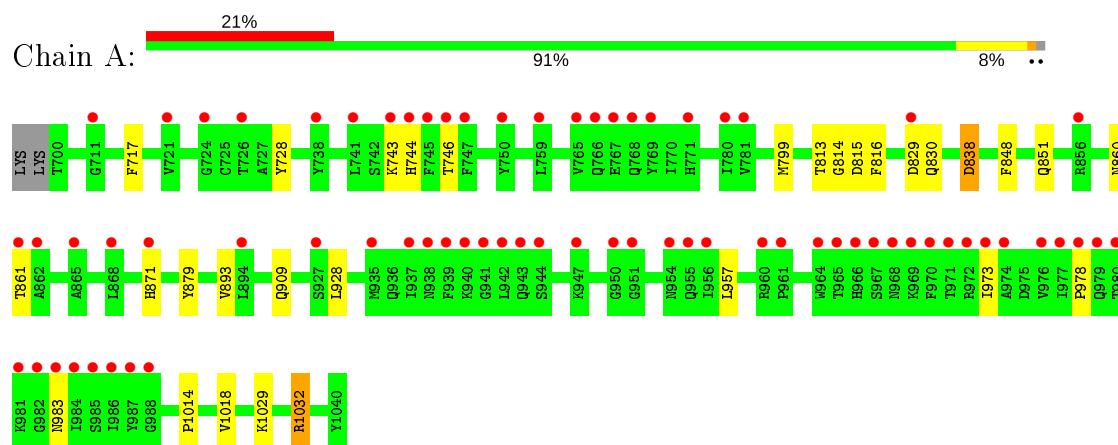 21%
Chain A:
91%
8%
LYS LYS T700 G711 F717 V721 G724 C725 T726 A727 Y728 Y738 L741 S742 K743 H744 F745 T746 F747 Y750 L759 V765 Q766 E767 Q768 Y769 I770 H771 I780 V781 M799 T813 G814 D815 F816 D829 Q830 D838 F848 Q851 R856 N860
T861 A862 A865 L868 H871 Y879 V893 L894 Q909 S927 L928 M935 Q936 I937 N938 F939 K940 G941 L942 Q943 S944 K947 G950 G951 N954 Q955 I956 L957 R960 P961 W964 T965 H966 S967 N968 K969 F970 T971 R972 I973 A974 D975 V976 I977 P978 Q979 T980
K981 G982 N983 I984 S985 I986 Y987 G988 P1014 V1018 K1029 R1032 Y1040